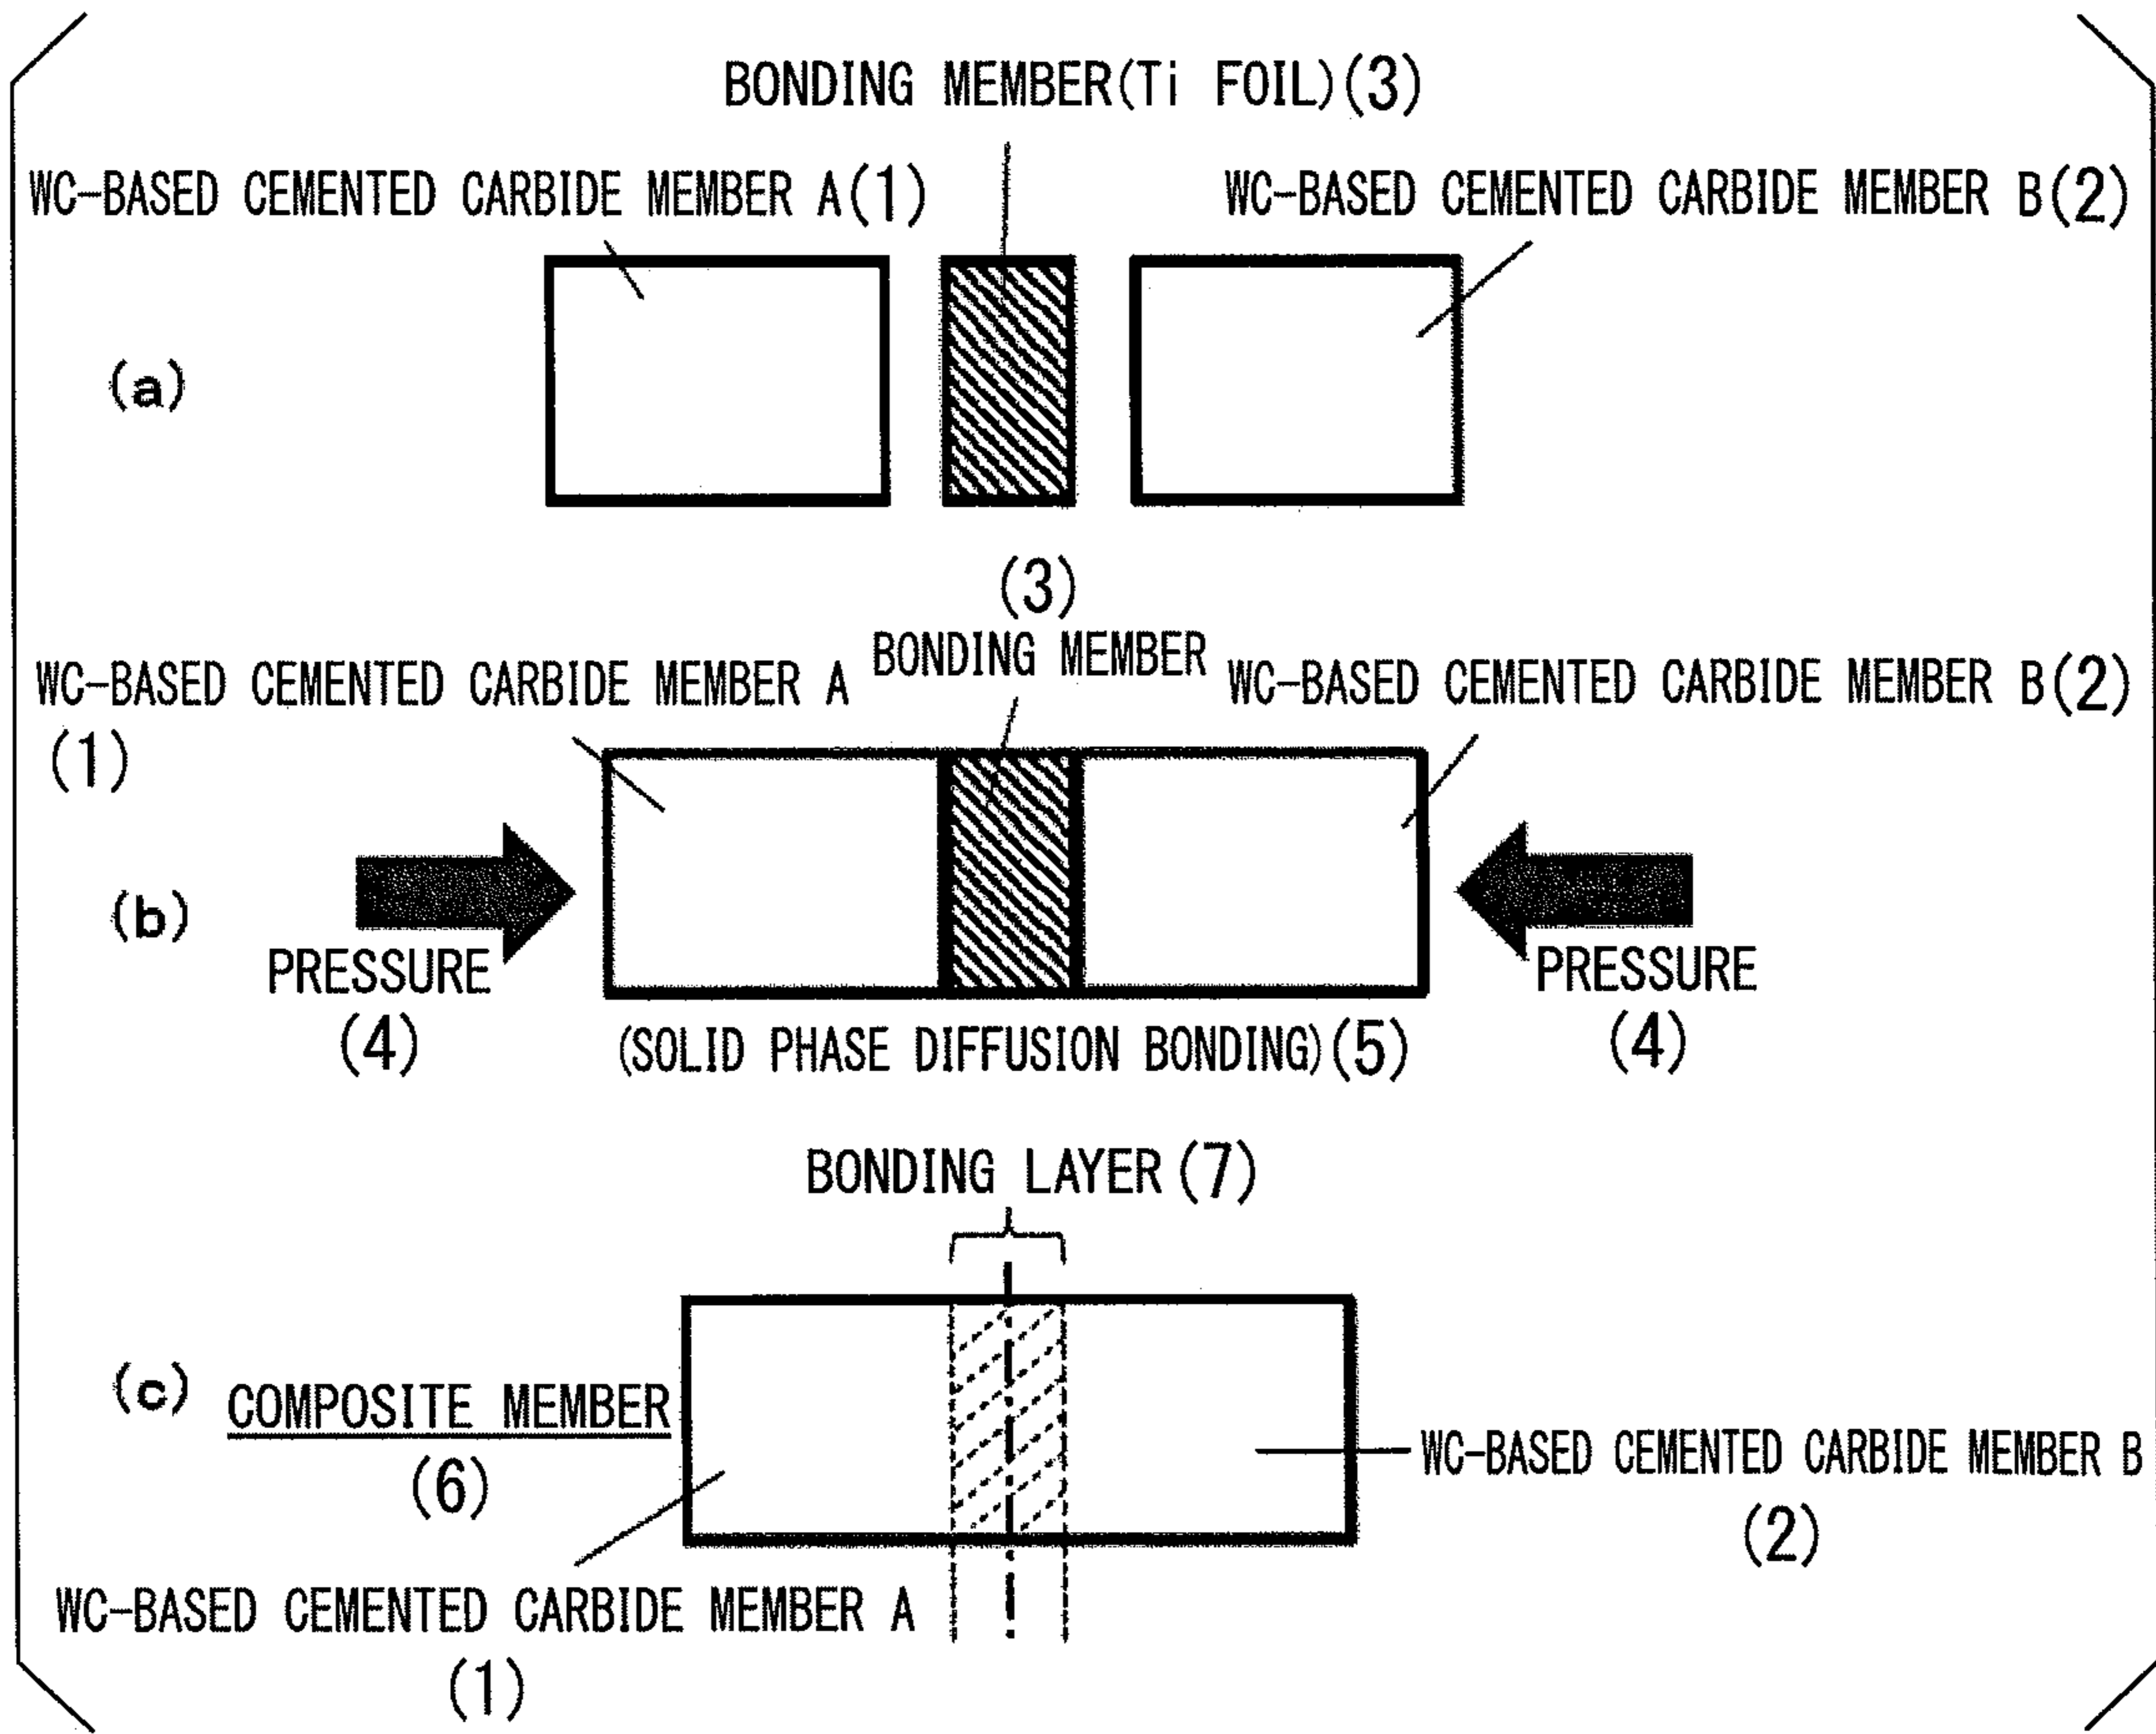 BONDING MEMBER(Ti FOIL)(3)
WC-BASED CEMENTED CARBIDE MEMBER A(1)
WC-BASED CEMENTED CARBIDE MEMBER B(2)
(a)
(3)
BONDING MEMBER
WC-BASED CEMENTED CARBIDE MEMBER A
(1)
WC-BASED CEMENTED CARBIDE MEMBER B(2)
(b)
PRESSURE
(4)
PRESSURE
(4)
(SOLID PHASE DIFFUSION BONDING)(5)
BONDING LAYER(7)
(c)
COMPOSITE MEMBER
(6)
WC-BASED CEMENTED CARBIDE MEMBER B
(2)
WC-BASED CEMENTED CARBIDE MEMBER A
(1)